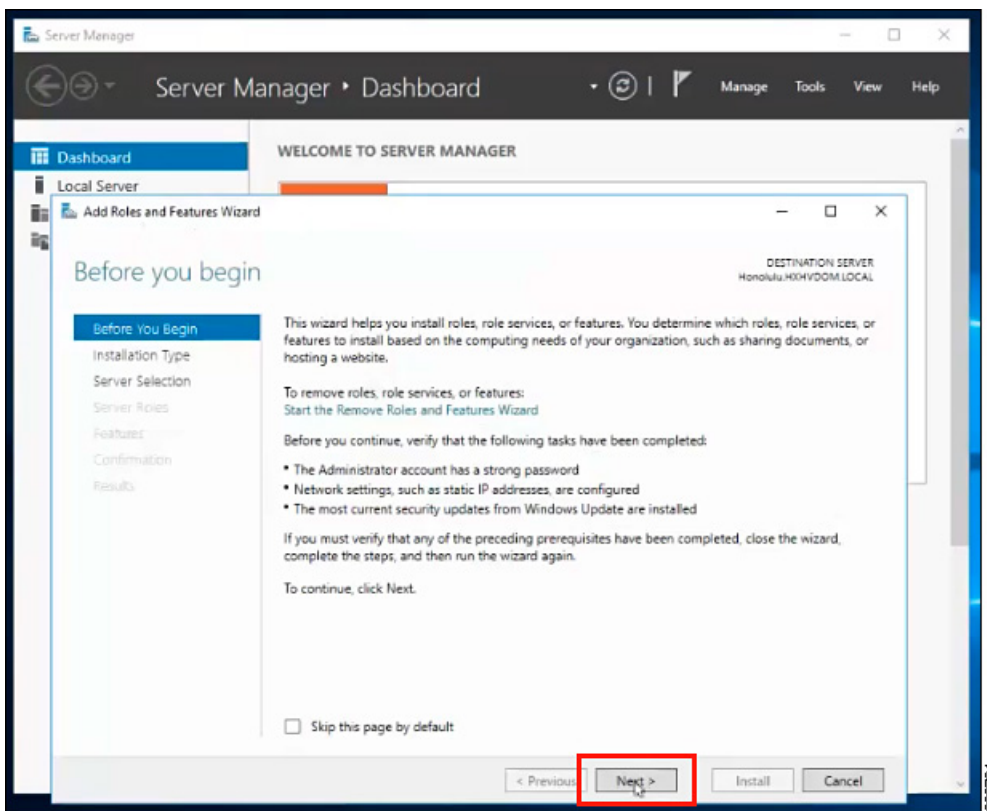 Server Manager
Server Manager ‣ Dashboard
Manage Tools View Help
Dashboard
WELCOME TO SERVER MANAGER
Local Server
Add Roles and Features Wizard
Before you begin
DESTINATION SERVER
Honolulu.HXHVDOM.LOCAL
Before You Begin
Installation Type
Server Selection
Server Roles
Features
Confirmation
Results
This wizard helps you install roles, role services, or features. You determine which roles, role services, or
features to install based on the computing needs of your organization, such as sharing documents, or
hosting a website.
To remove roles, role services, or features:
Start the Remove Roles and Features Wizard
Before you continue, verify that the following tasks have been completed:
• The Administrator account has a strong password
• Network settings, such as static IP addresses, are configured
• The most current security updates from Windows Update are installed
If you must verify that any of the preceding prerequisites have been completed, close the wizard,
complete the steps, and then run the wizard again.
To continue, click Next.
Skip this page by default
< Previous Next > Install Cancel